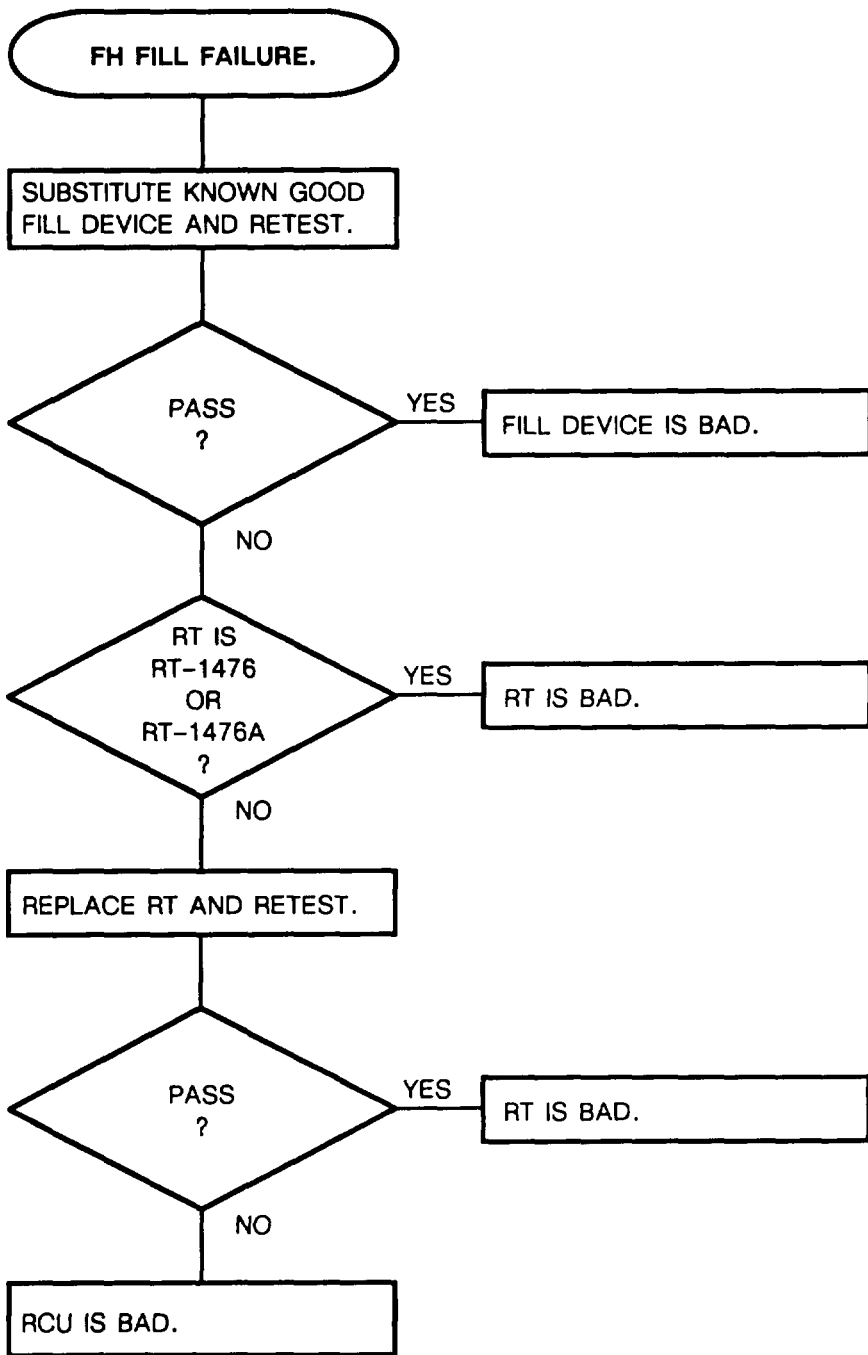 FH FILL FAILURE.
SUBSTITUTE KNOWN GOOD
FILL DEVICE AND RETEST.
PASS
?
YES
FILL DEVICE IS BAD.
NO
RT IS
RT-1476
OR
RT-1476A
?
YES
RT IS BAD.
NO
REPLACE RT AND RETEST.
PASS
?
YES
RT IS BAD.
NO
RCU IS BAD.